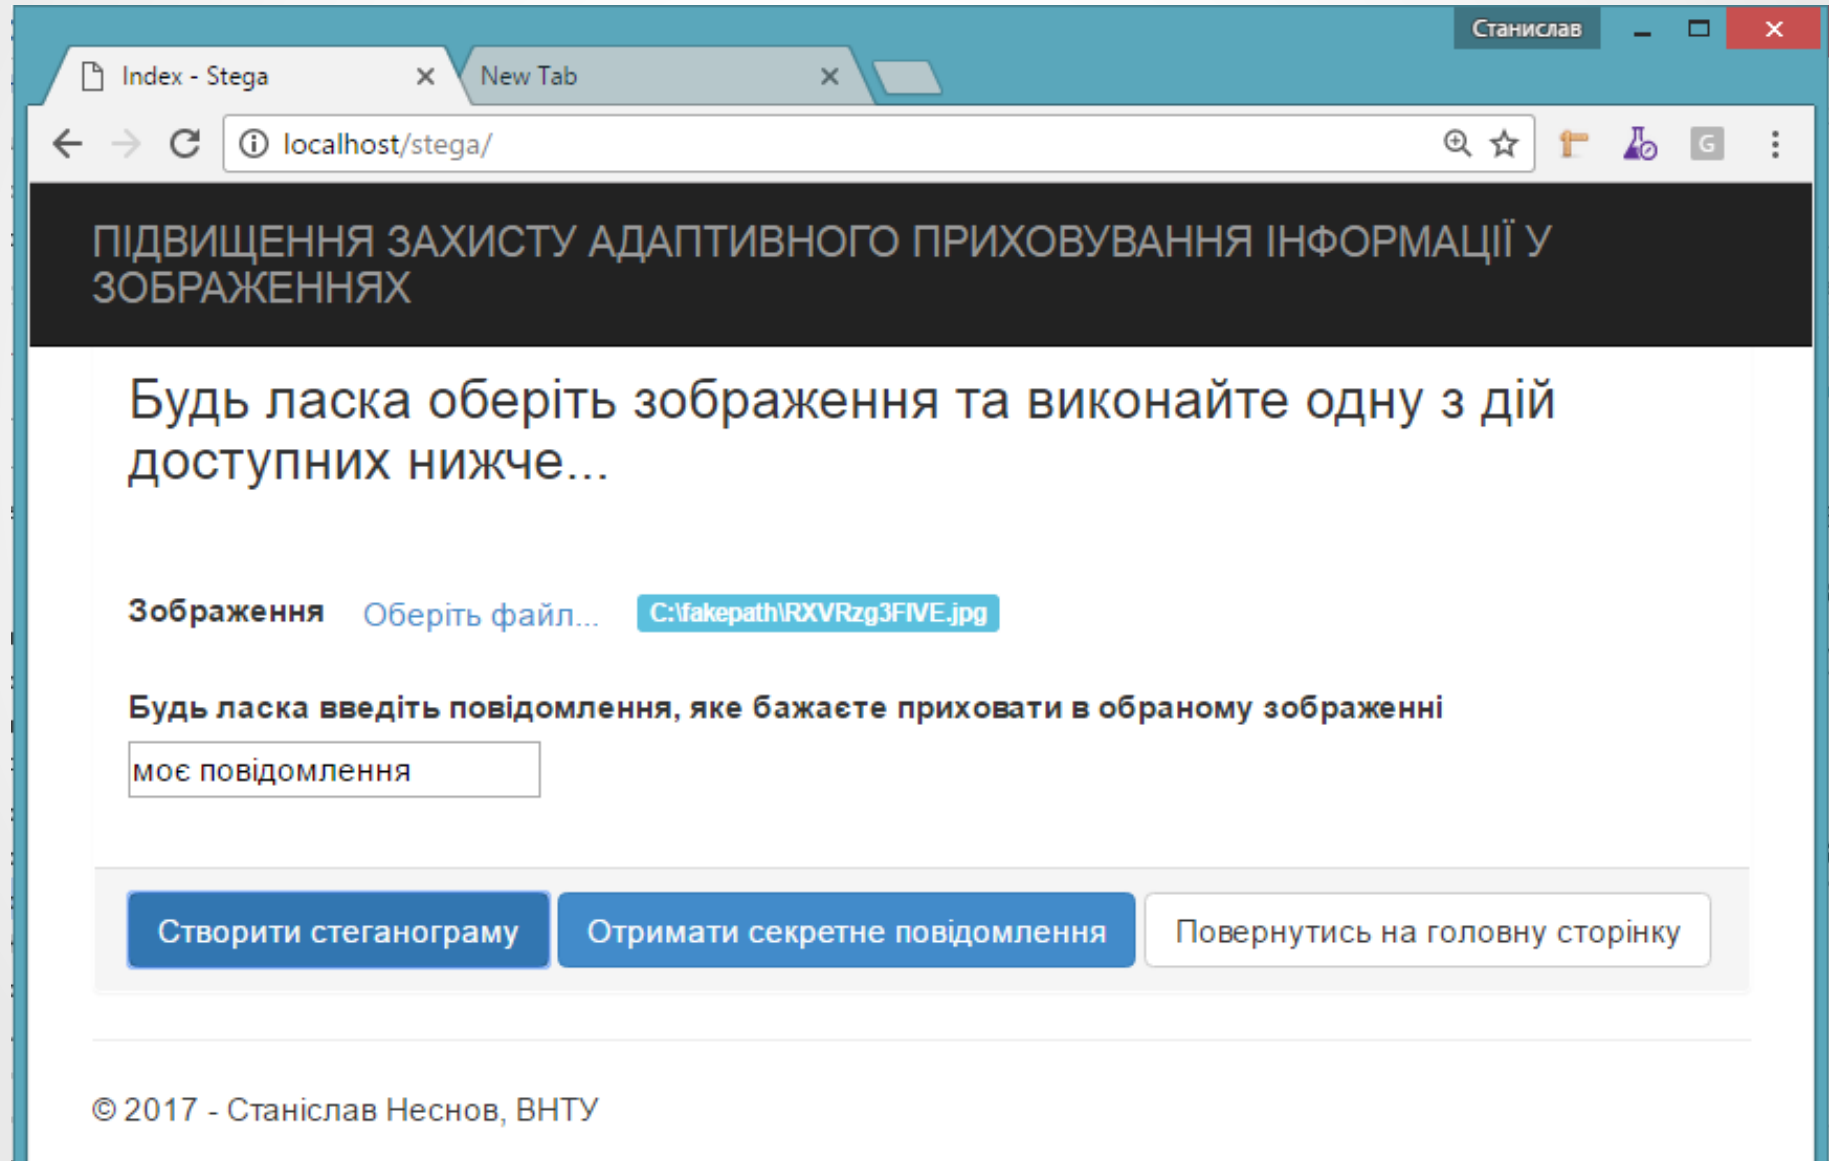 Станислав
Index - Stega
New Tab
localhost/stega/
G
ПІДВИЩЕННЯ ЗАХИСТУ АДАПТИВНОГО ПРИХОВУВАННЯ ІНФОРМАЦІЇ У
ЗОБРАЖЕННЯХ
Будь ласка оберіть зображення та виконайте одну з дій
доступних нижче...
Зображення Оберіть файл... C:\fakepath\RXVRzg3FIVE.jpg
Будь ласка введіть повідомлення, яке бажаєте приховати в обраному зображенні
моє повідомлення
Створити стеганограму Отримати секретне повідомлення Повернутись на головну сторінку
© 2017 - Станіслав Неснов, ВНТУ